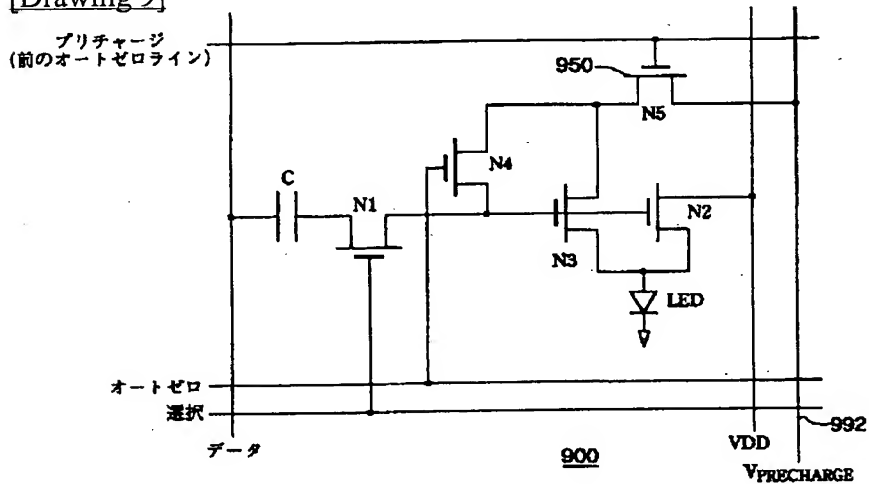 [Drawing 9]
プリチャージ
(前のオートゼロライン)
950
N5
N4
C
N1
N2
N3
LED
オートゼロ
選択
データ
900
VDD
992
VPRECHARGE